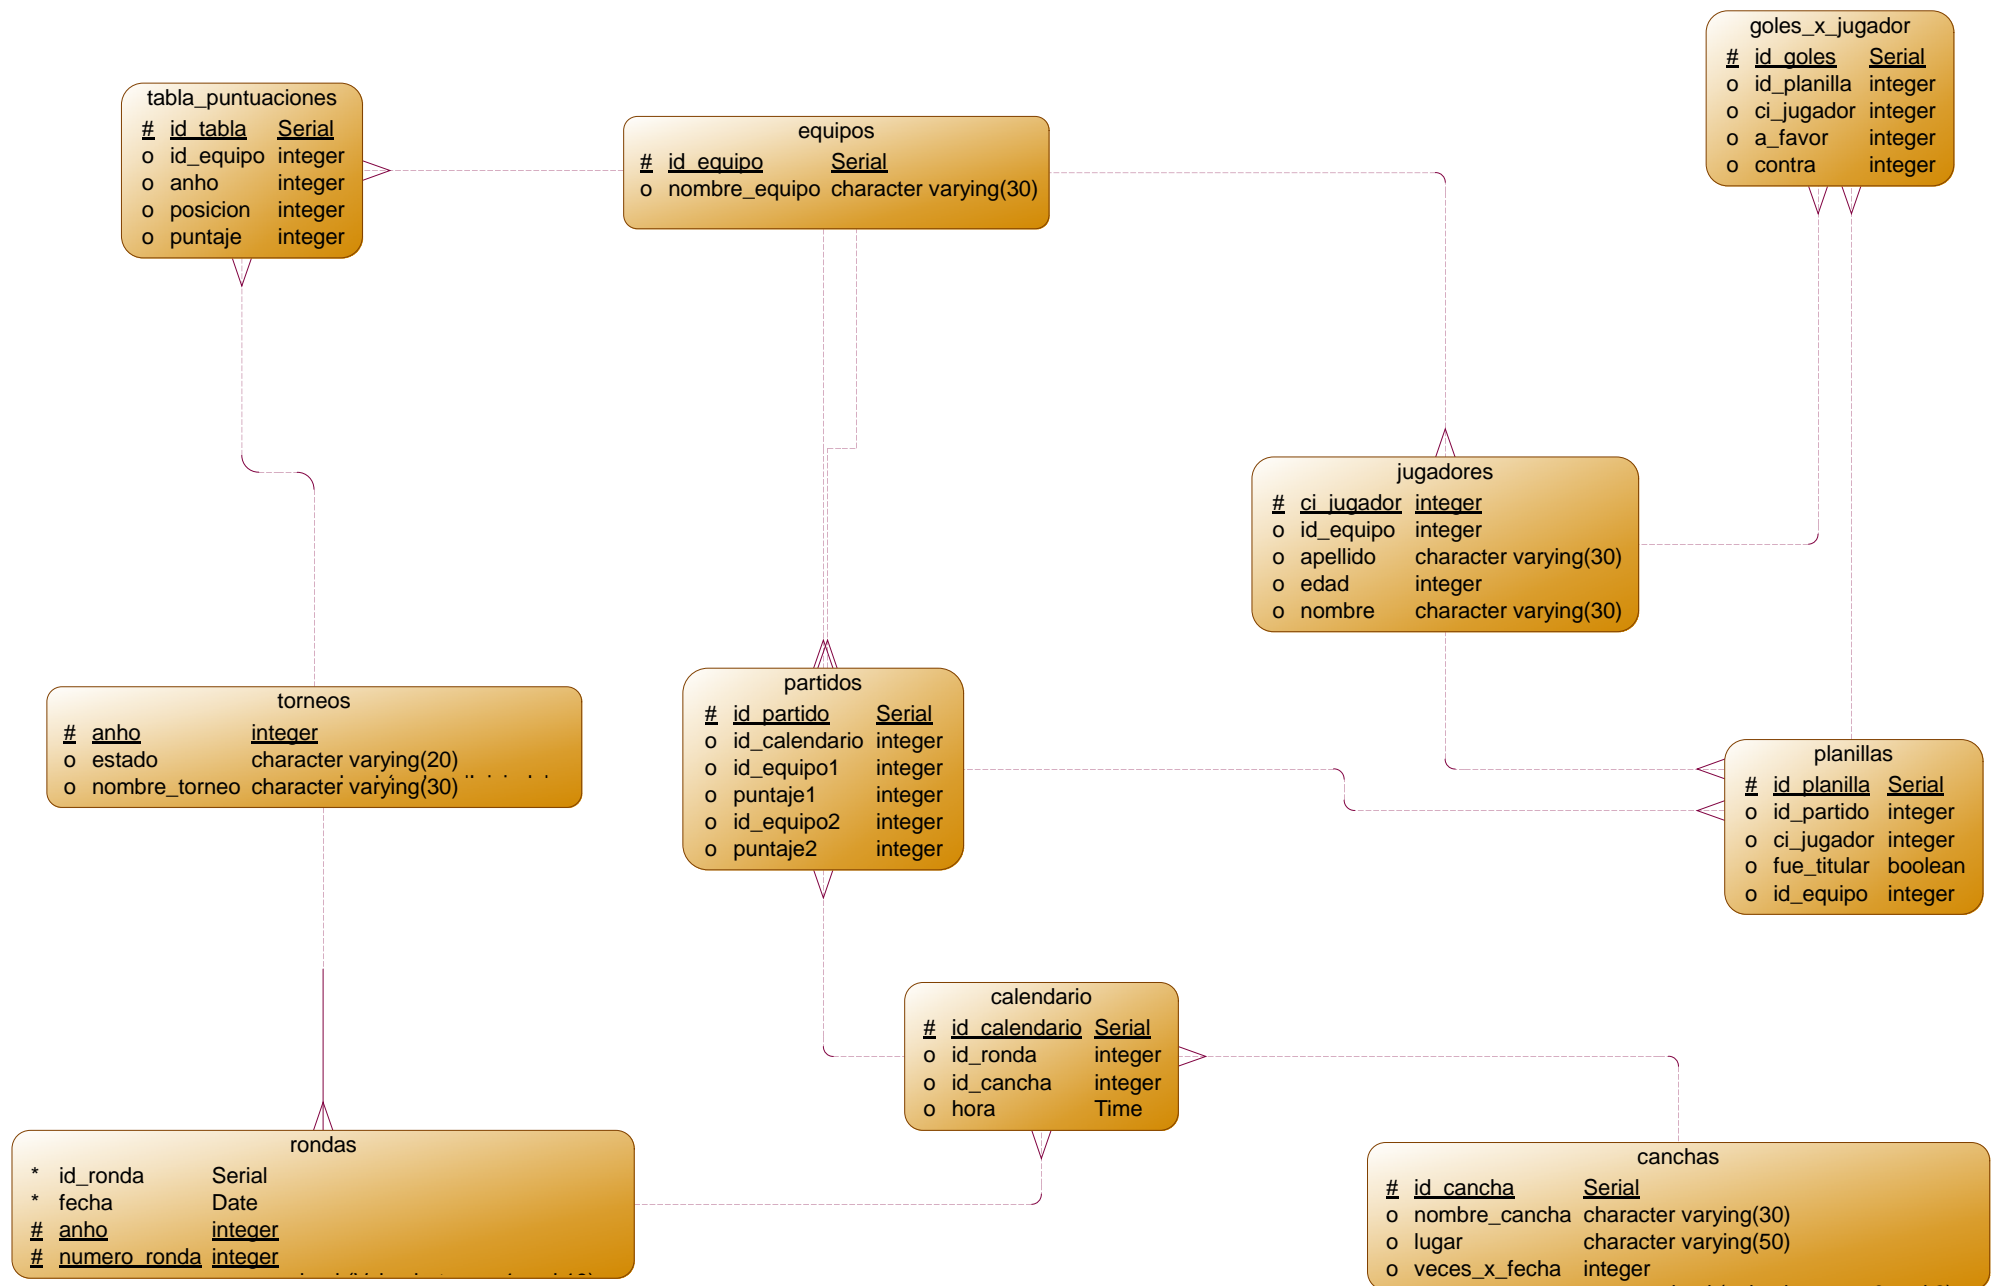 goles_x_jugador
# id_goles Serial
o id_planilla integer
o ci_jugador integer
o a_favor integer
o contra integer
tabla_puntuaciones
# id_tabla Serial
o id_equipo integer
o anho integer
o posicion integer
o puntaje integer
equipos
# id_equipo Serial
o nombre_equipo character varying(30)
jugadores
# ci_jugador integer
o id_equipo integer
o apellido character varying(30)
o edad integer
o nombre character varying(30)
torneos
# anho integer
o estado character varying(20)
o nombre_torneo character varying(30)
partidos
# id_partido Serial
o id_calendario integer
o id_equipo1 integer
o puntaje1 integer
o id_equipo2 integer
o puntaje2 integer
planillas
# id_planilla Serial
o id_partido integer
o ci_jugador integer
o fue_titular boolean
o id_equipo integer
calendario
# id_calendario Serial
o id_ronda integer
o id_cancha integer
o hora Time
rondas
* id_ronda Serial
* fecha Date
# anho integer
# numero_ronda integer
canchas
# id_cancha Serial
o nombre_cancha character varying(30)
o lugar character varying(50)
o veces_x_fecha integer